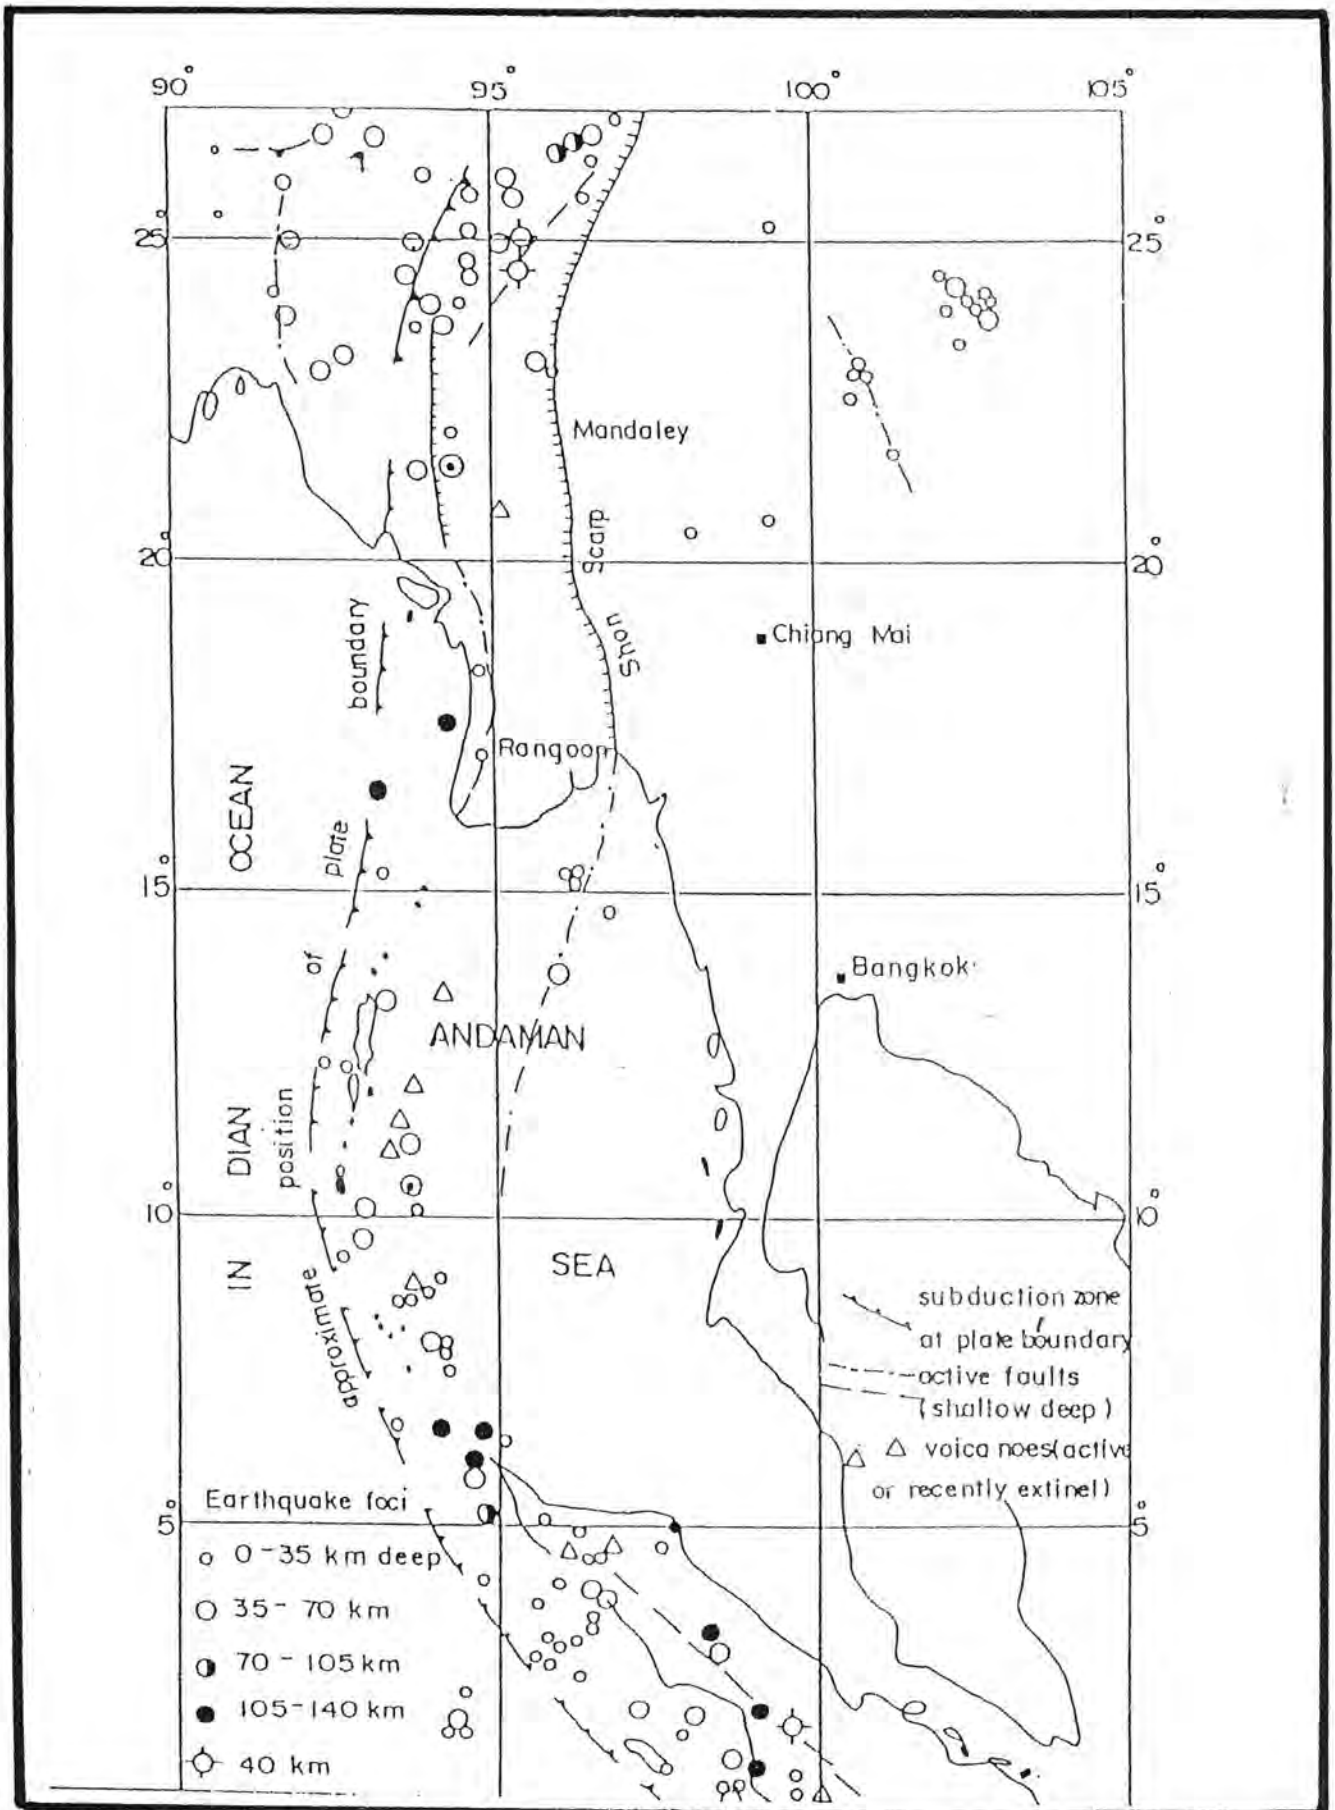 90° 95° 100° 105°
25° 25°
Mandaley
20° 20°
Scarp
Shon
boundary
Chiang Mai
Rangoon
OCEAN
plate
15° 15°
of
Bangkok
ANDAMAN
DIAN
position
10° 10°
IN
SEA
approximare
subduction zone
at plate boundary
active faults
(shallow deep)
voica noes(active
or recently extinel)
Earthquake foci
5° 5°
0-35 km deep
35-70 km
70-105 km
105-140 km
40 km